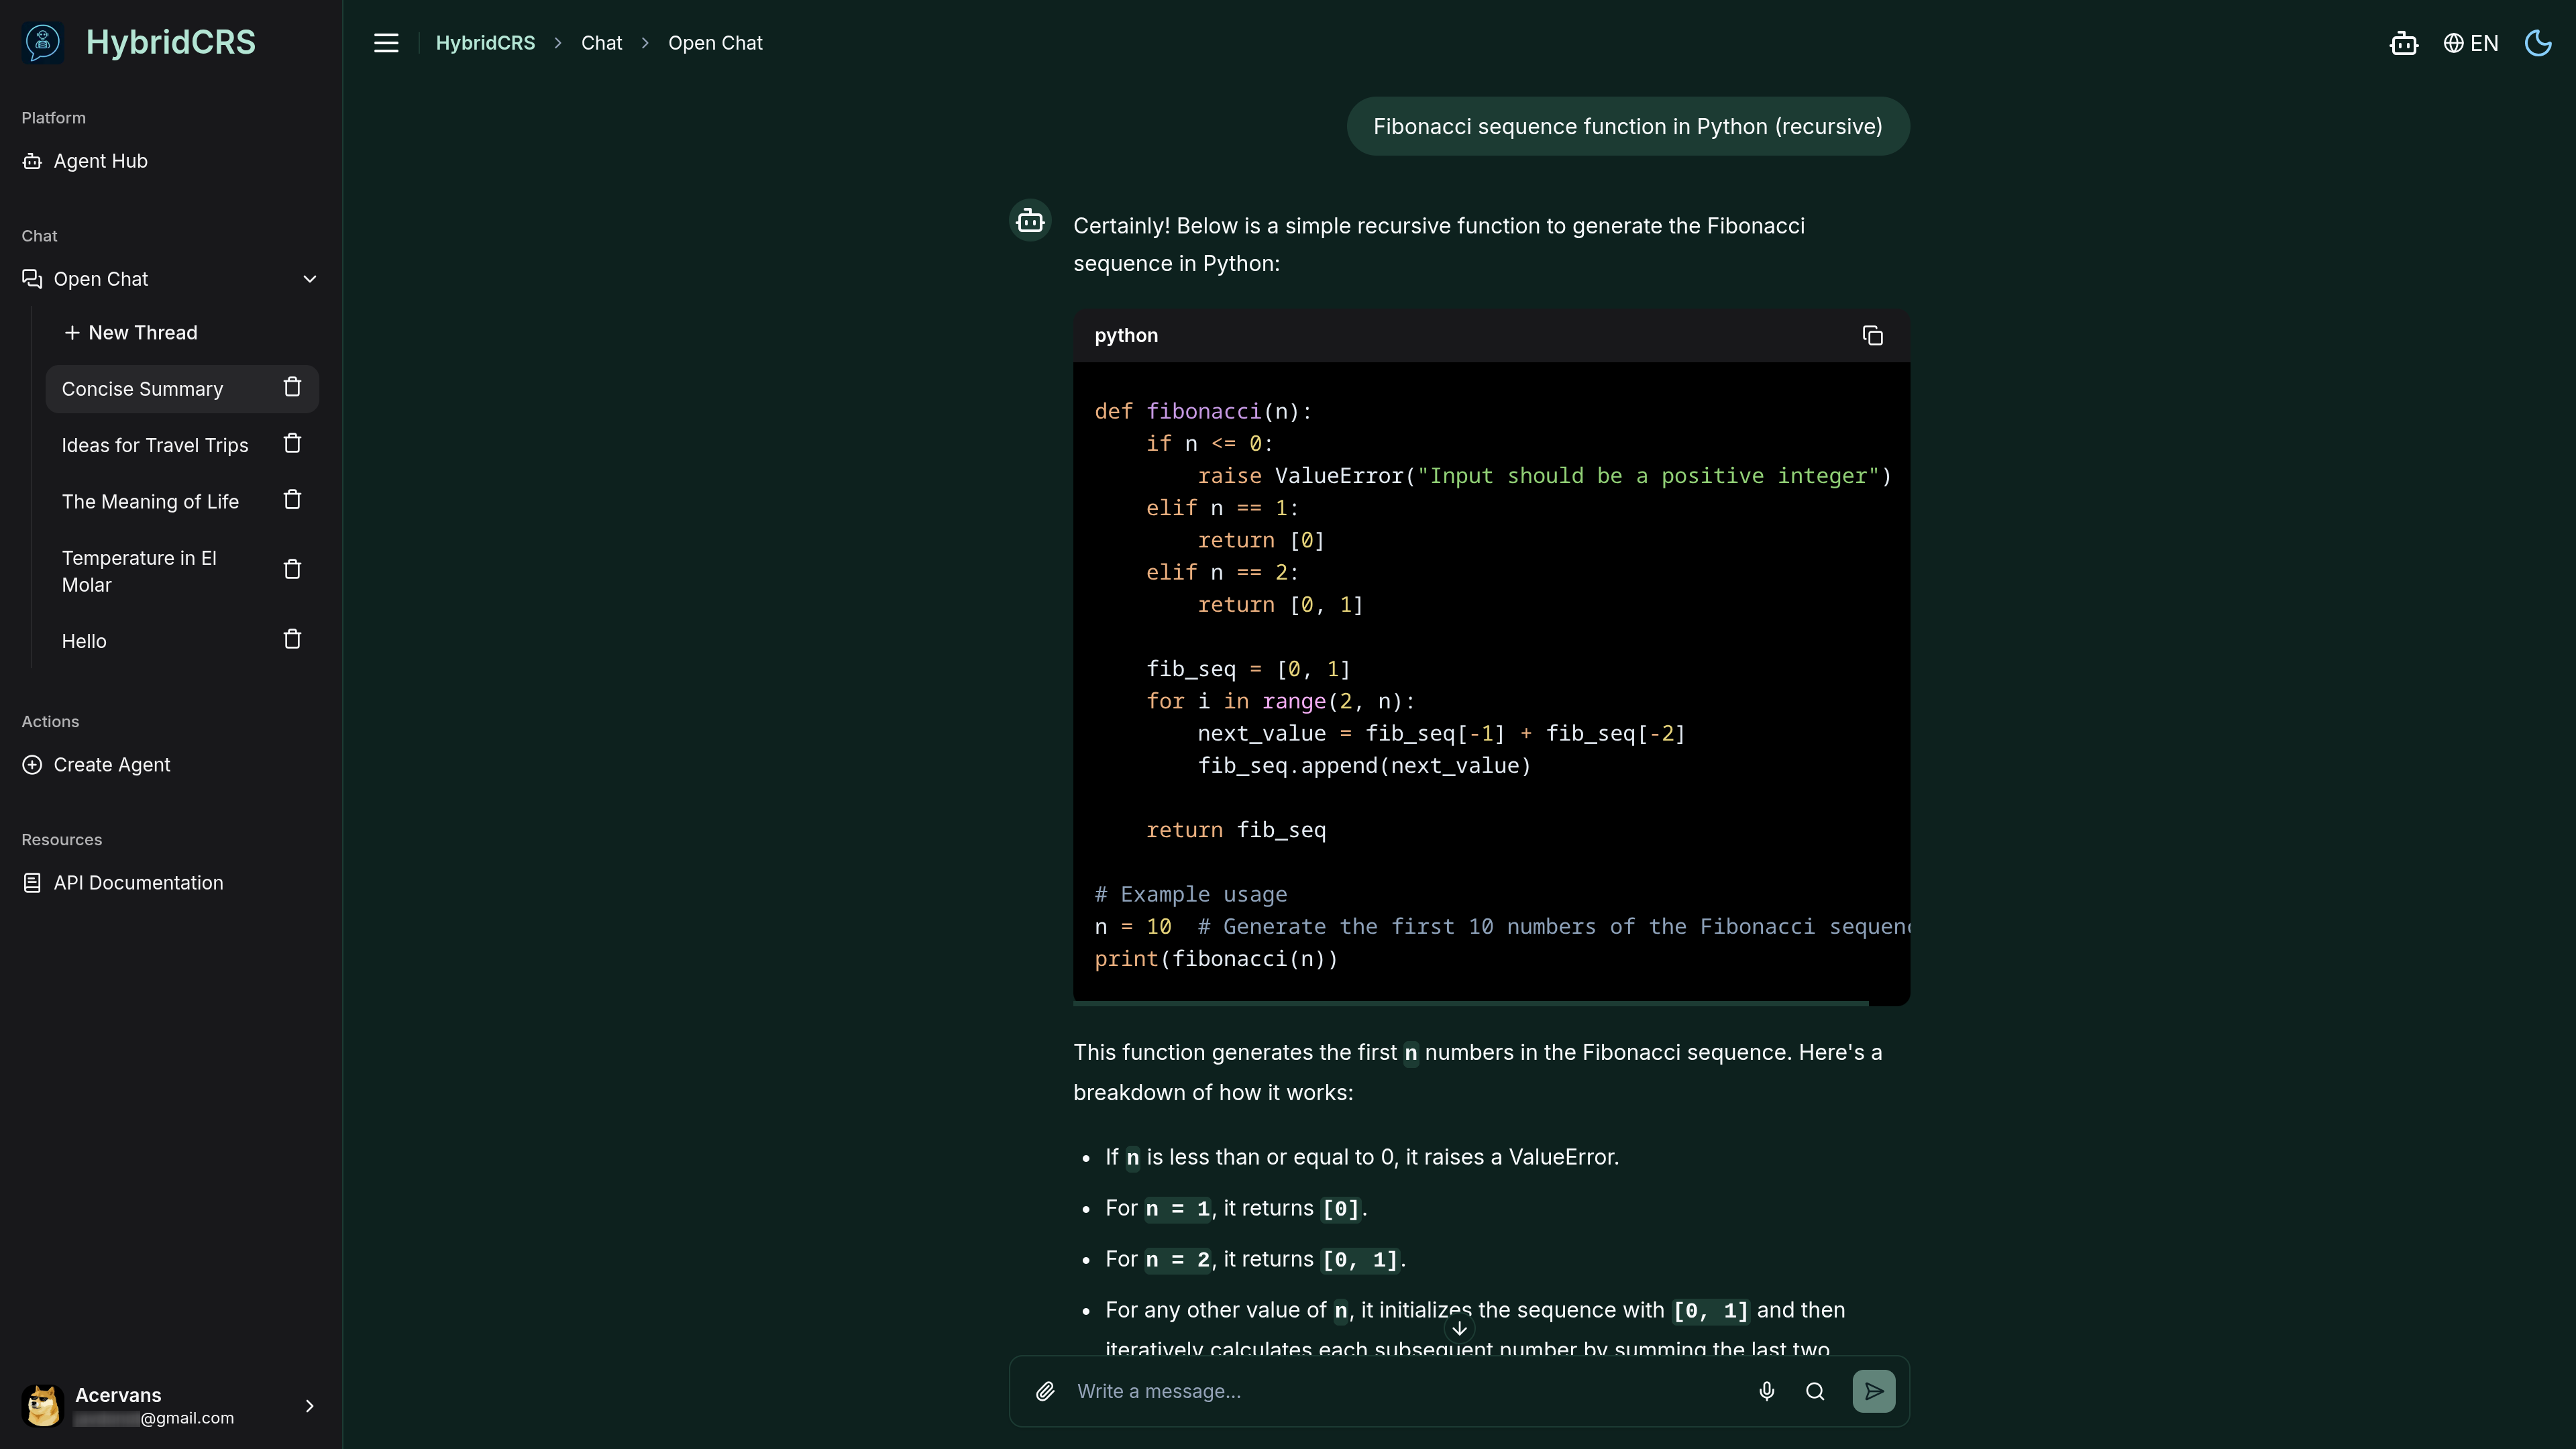 HybridCRS
Platform
Agent Hub
Chat
Open Chat
New Thread
Concise Summary
Ideas for Travel Trips
The Meaning of Life
Temperature in El
Molar
Hello
Actions
Create Agent
Resources
API Documentation
Acervans
@gmail.com
HybridCRS > Chat > Open Chat
EN
Fibonacci sequence function in Python (recursive)
Certainly! Below is a simple recursive function to generate the Fibonacci
sequence in Python:
python
def fibonacci(n):
    if n <= 0:
        raise ValueError("Input should be a positive integer")
    elif n == 1:
        return [0]
    elif n == 2:
        return [0, 1]
    fib_seq = [0, 1]
    for i in range(2, n):
        next_value = fib_seq[-1] + fib_seq[-2]
        fib_seq.append(next_value)
    return fib_seq
# Example usage
n = 10  # Generate the first 10 numbers of the Fibonacci sequenc
print(fibonacci(n))
This function generates the first n numbers in the Fibonacci sequence. Here's a
breakdown of how it works:
• If n is less than or equal to 0, it raises a ValueError.
• For n = 1, it returns [0].
• For n = 2, it returns [0, 1].
• For any other value of n, it initializes the sequence with [0, 1] and then
iteratively calculates each subsequent number by summing the last two
Write a message...